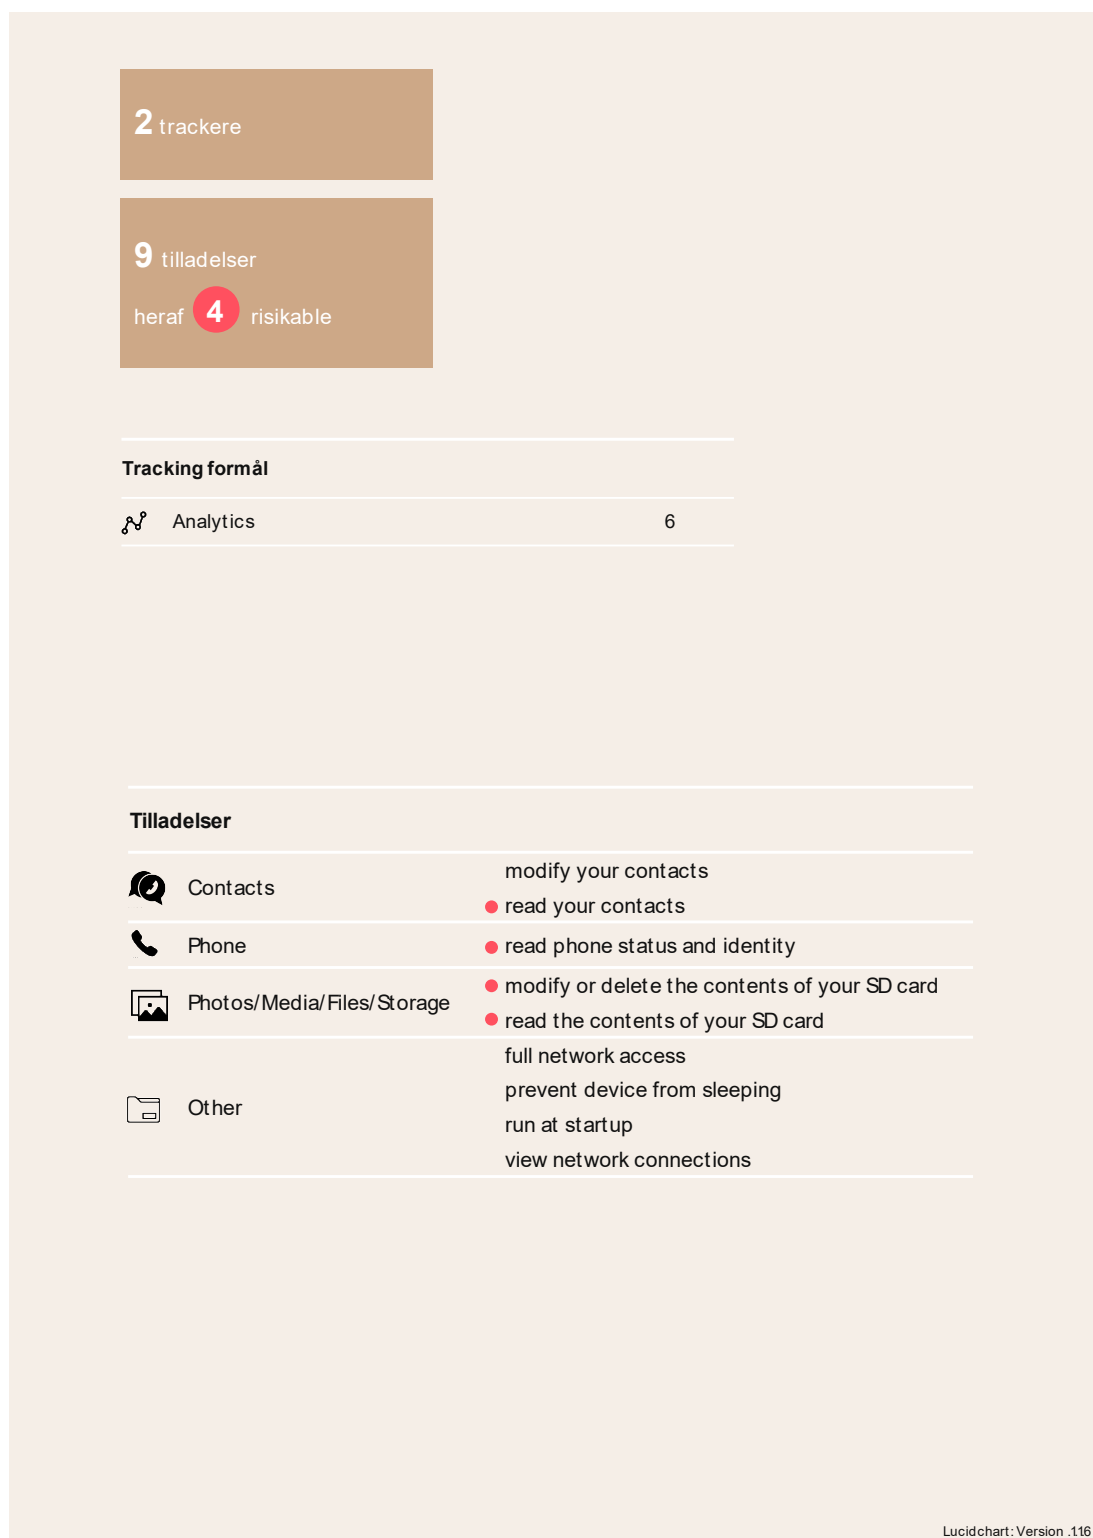 2 trackere
9 tilladelser
heraf 4 risikable
Tracking formål
Analytics 6
Tilladelser
Contacts
modify your contacts
read your contacts
Phone
read phone status and identity
Photos/Media/Files/Storage
modify or delete the contents of your SD card
read the contents of your SD card
Other
full network access
prevent device from sleeping
run at startup
view network connections
Lucidchart: Version .1.16